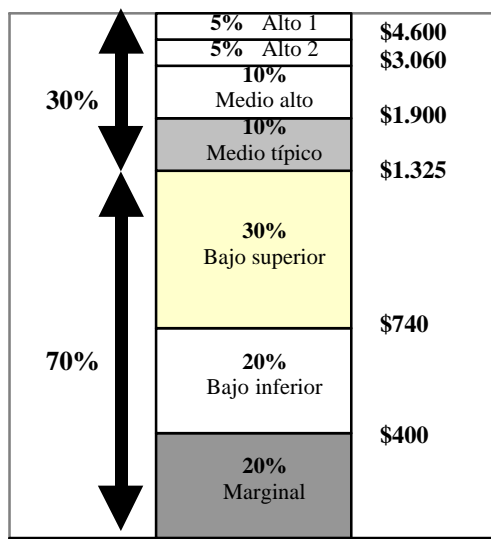 5% Alto 1
$4.600
5% Alto 2
$3.060
10%
30%
Medio alto
$1.900
10%
Medio típico
$1.325
30%
Bajo superior
$740
70%
20%
Bajo inferior
$400
20%
Marginal